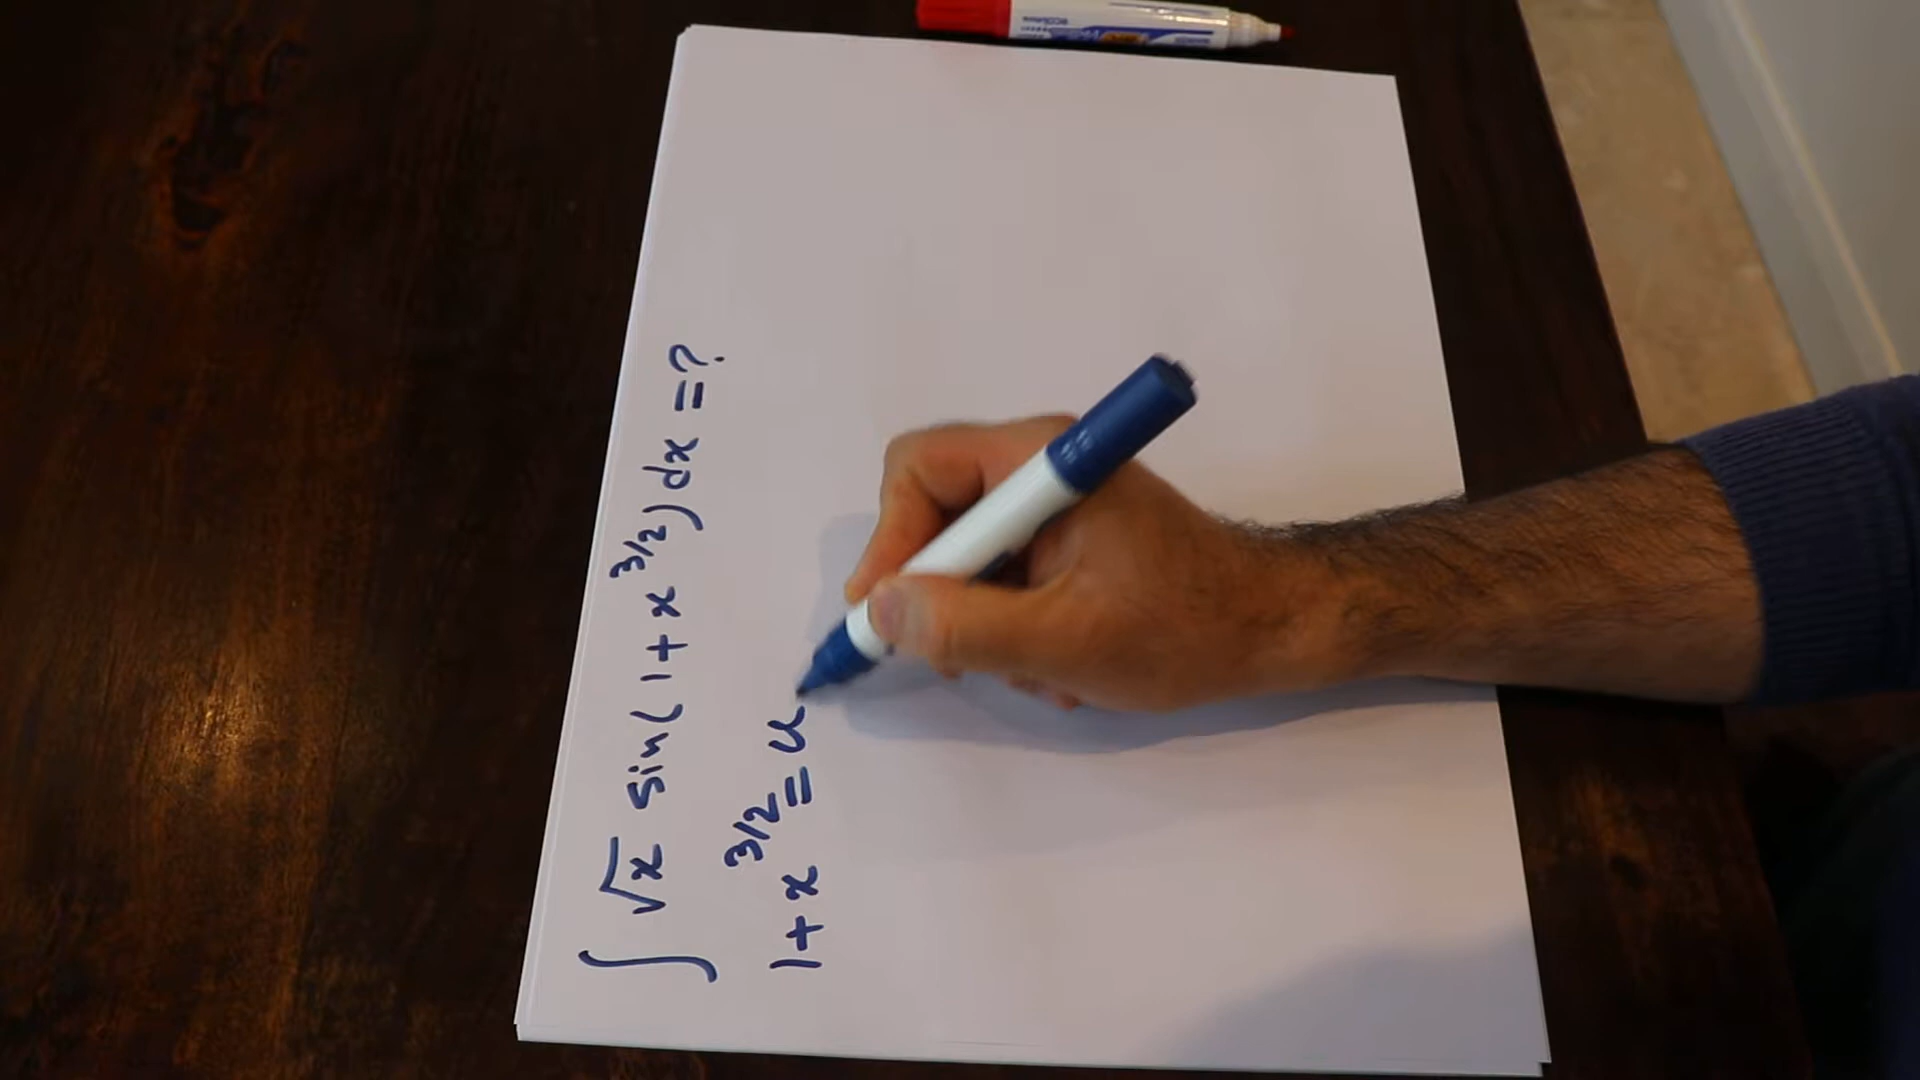 ∫ √x sin(1+x^3/2) dx = ?
1+x^3/2 = u